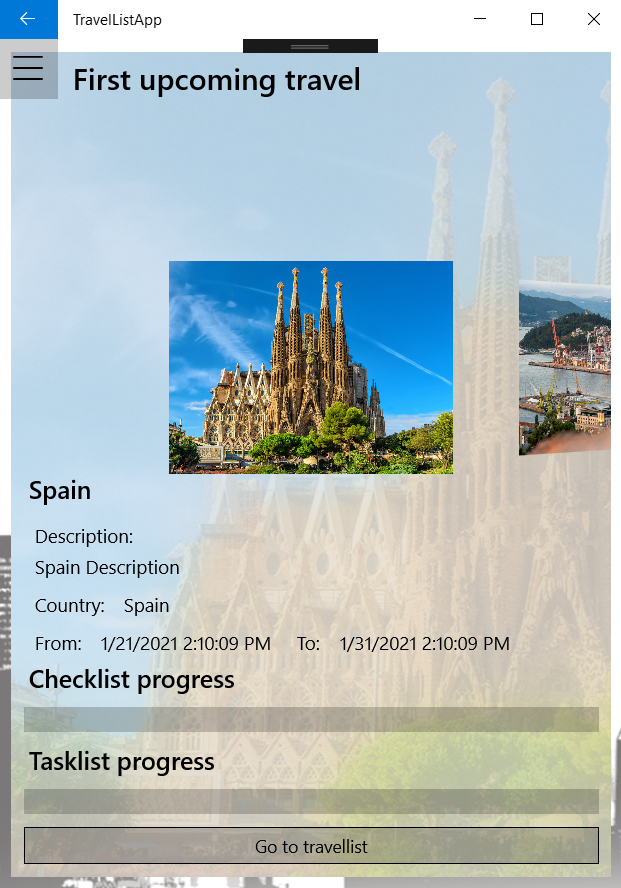 TravelListApp
First upcoming travel
Spain
Description:
Spain Description
Country: Spain
From: 1/21/2021 2:10:09 PM To: 1/31/2021 2:10:09 PM
Checklist progress
Tasklist progress
Go to travellist